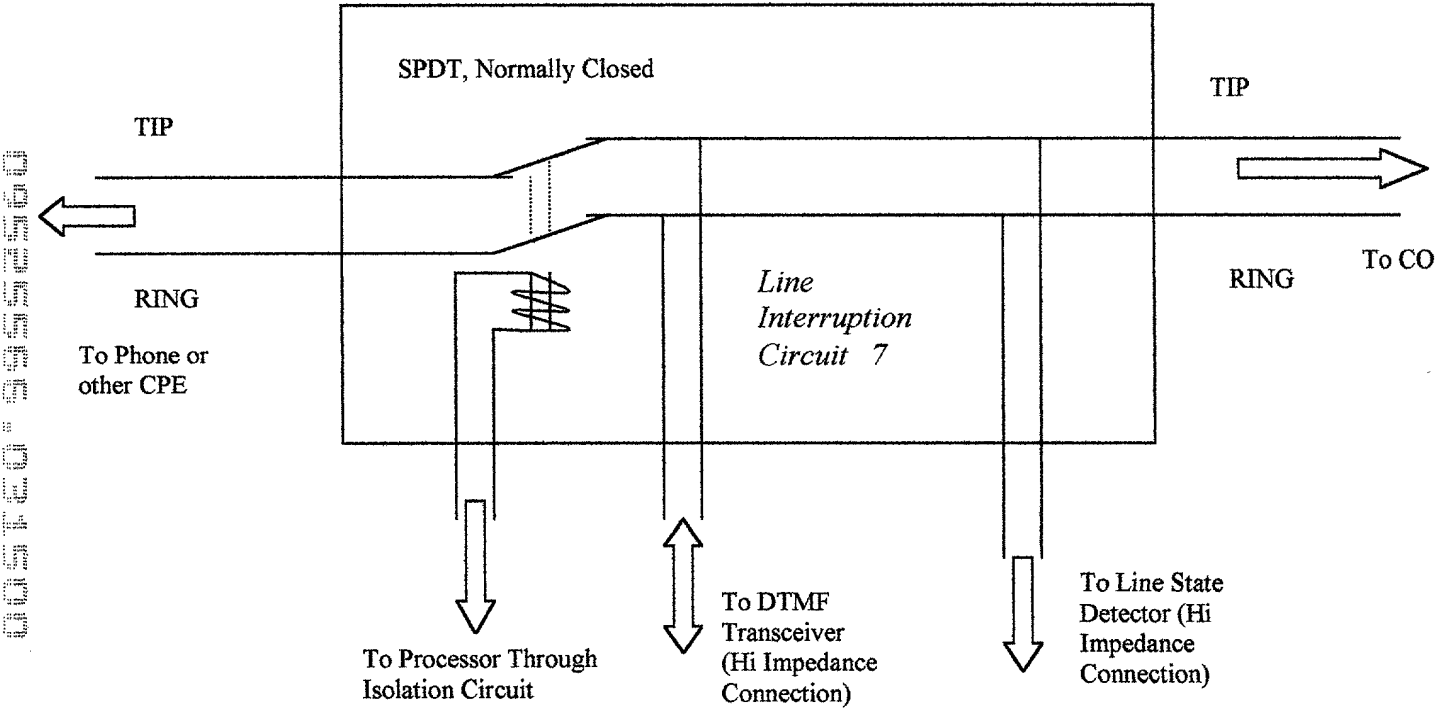 SPDT, Normally Closed
TIP
TIP
RING
RING
To CO
To Phone or
other CPE
Line
Interruption
Circuit 7
To Processor Through
Isolation Circuit
To DTMF
Transceiver
(Hi Impedance
Connection)
To Line State
Detector (Hi
Impedance
Connection)